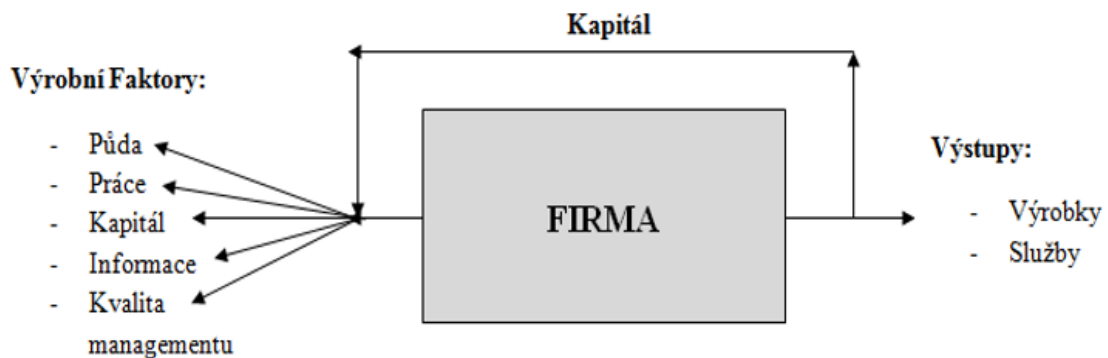 Kapitál
Výrobní Faktory:
- Půda
- Práce
- Kapitál
- Informace
- Kvalita
managementu
FIRMA
Výstupy:
- Výrobky
- Služby